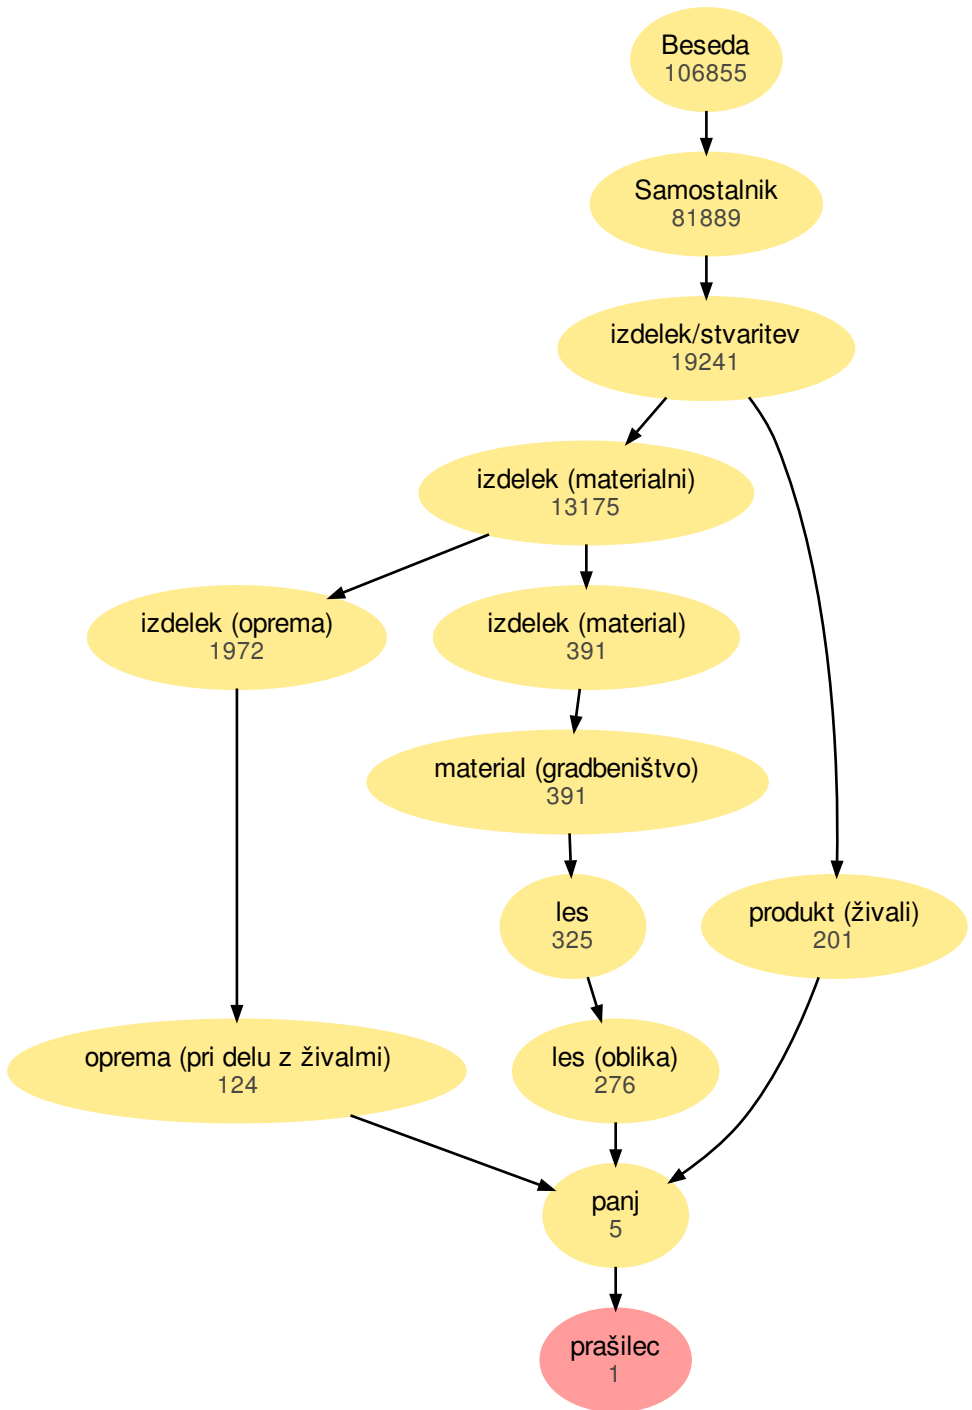 Beseda
106855
Samostalnik
81889
izdelek/stvaritev
19241
izdelek (materialni)
13175
izdelek (oprema)
1972
izdelek (material)
391
material (gradbeništvo)
391
les
325
produkt (živali)
201
oprema (pri delu z živalmi)
124
les (oblika)
276
panj
5
prašilec
1